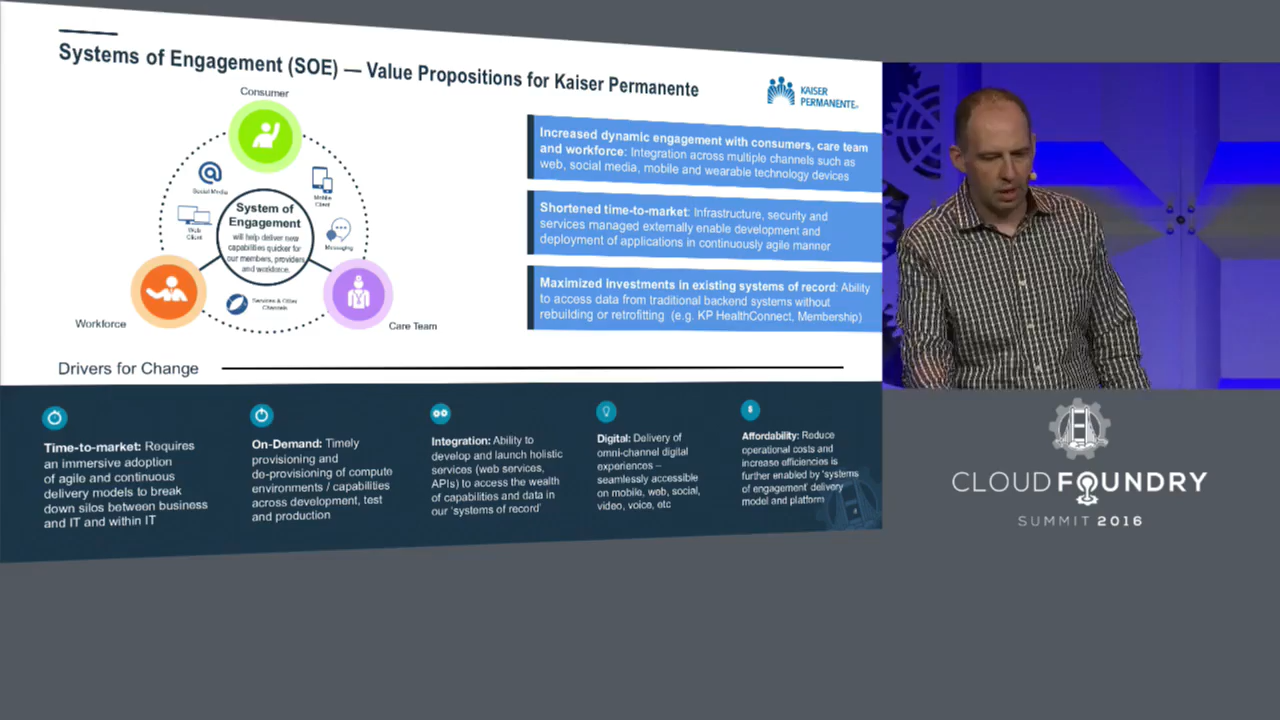 Systems of Engagement (SOE) — Value Propositions for Kaiser Permanente
KAISER
PERMANENTE®
Consumer
Social Media
Mobile
Client
Web
Client
System of
Engagement
will help deliver new
capabilities quicker for
our members, providers
and workforce.
Messaging
Services & Other
Channels
Workforce
Care Team
Increased dynamic engagement with consumers, care team
and workforce: Integration across multiple channels such as
web, social media, mobile and wearable technology devices
Shortened time-to-market: Infrastructure, security and
services managed externally enable development and
deployment of applications in continuously agile manner
Maximized investments in existing systems of record: Ability
to access data from traditional backend systems without
rebuilding or retrofitting (e.g. KP HealthConnect, Membership)
Drivers for Change
Time-to-market: Requires
an immersive adoption
of agile and continuous
delivery models to break
down silos between business
and IT and within IT
On-Demand: Timely
provisioning and
de-provisioning of compute
environments / capabilities
across development, test
and production
Integration: Ability to
develop and launch holistic
services (web services,
APIs) to access the wealth
of capabilities and data in
our 'systems of record'
Digital: Delivery of
omni-channel digital
experiences –
seamlessly accessible
on mobile, web, social,
video, voice, etc
$
Affordability: Reduce
operational costs and
increase efficiencies is
further enabled by 'systems
of engagement' delivery
model and platform
CLOUD FOUNDRY
SUMMIT 2016